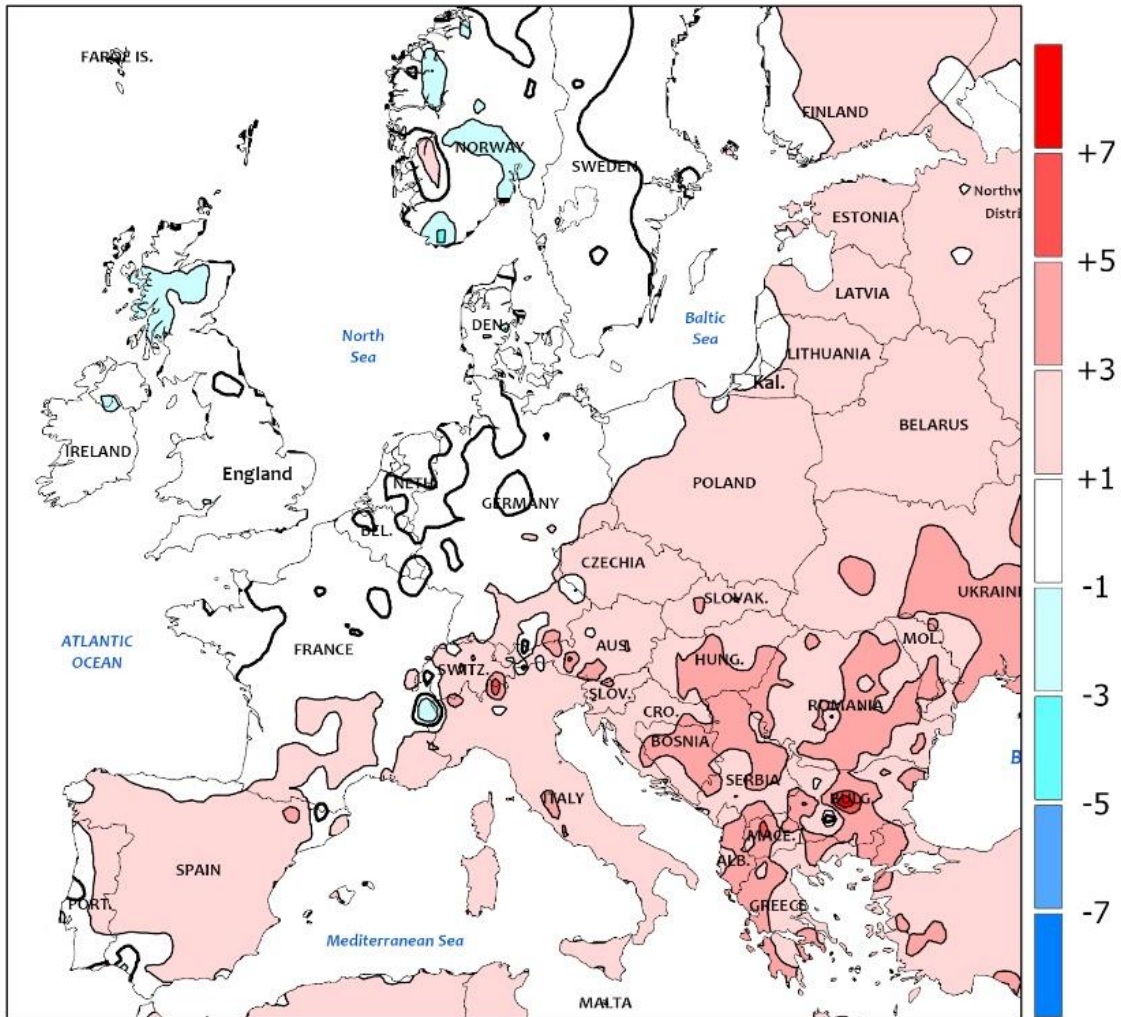 FAROE IS.
FINLAND
NORWAY
SWEDEN
Northw
Distri
ESTONIA
LATVIA
North
Sea
DEN.
Baltic
Sea
LITHUANIA
Kal.
BELARUS
IRELAND
England
NETH.
GERMANY
POLAND
BEL.
CZECHIA
UKRAINI
SLOVAK.
ATLANTIC
OCEAN
FRANCE
AUS.
MOL.
SWITZ.
HUNG.
SLOV.
ROMANIA
CRO.
BOSNIA
B
SERBIA
ITALY
BULG.
MACE.
ALB.
SPAIN
PORT.
GREECE
Mediterranean Sea
MALTA
+7
+5
+3
+1
-1
-3
-5
-7